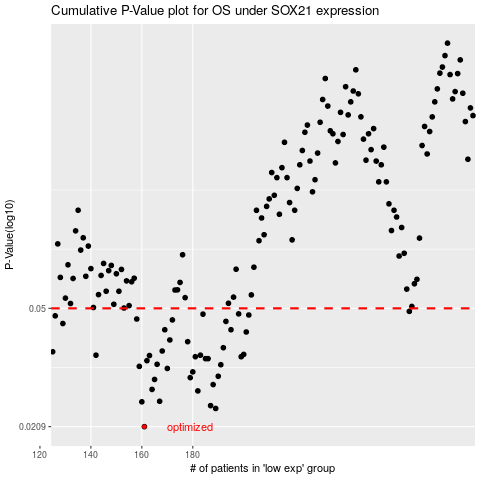 Cumulative P-Value plot for OS under SOX21 expression
P-Value(log10)
0.05
0.0209
optimized
120 140 160 180
# of patients in 'low exp' group